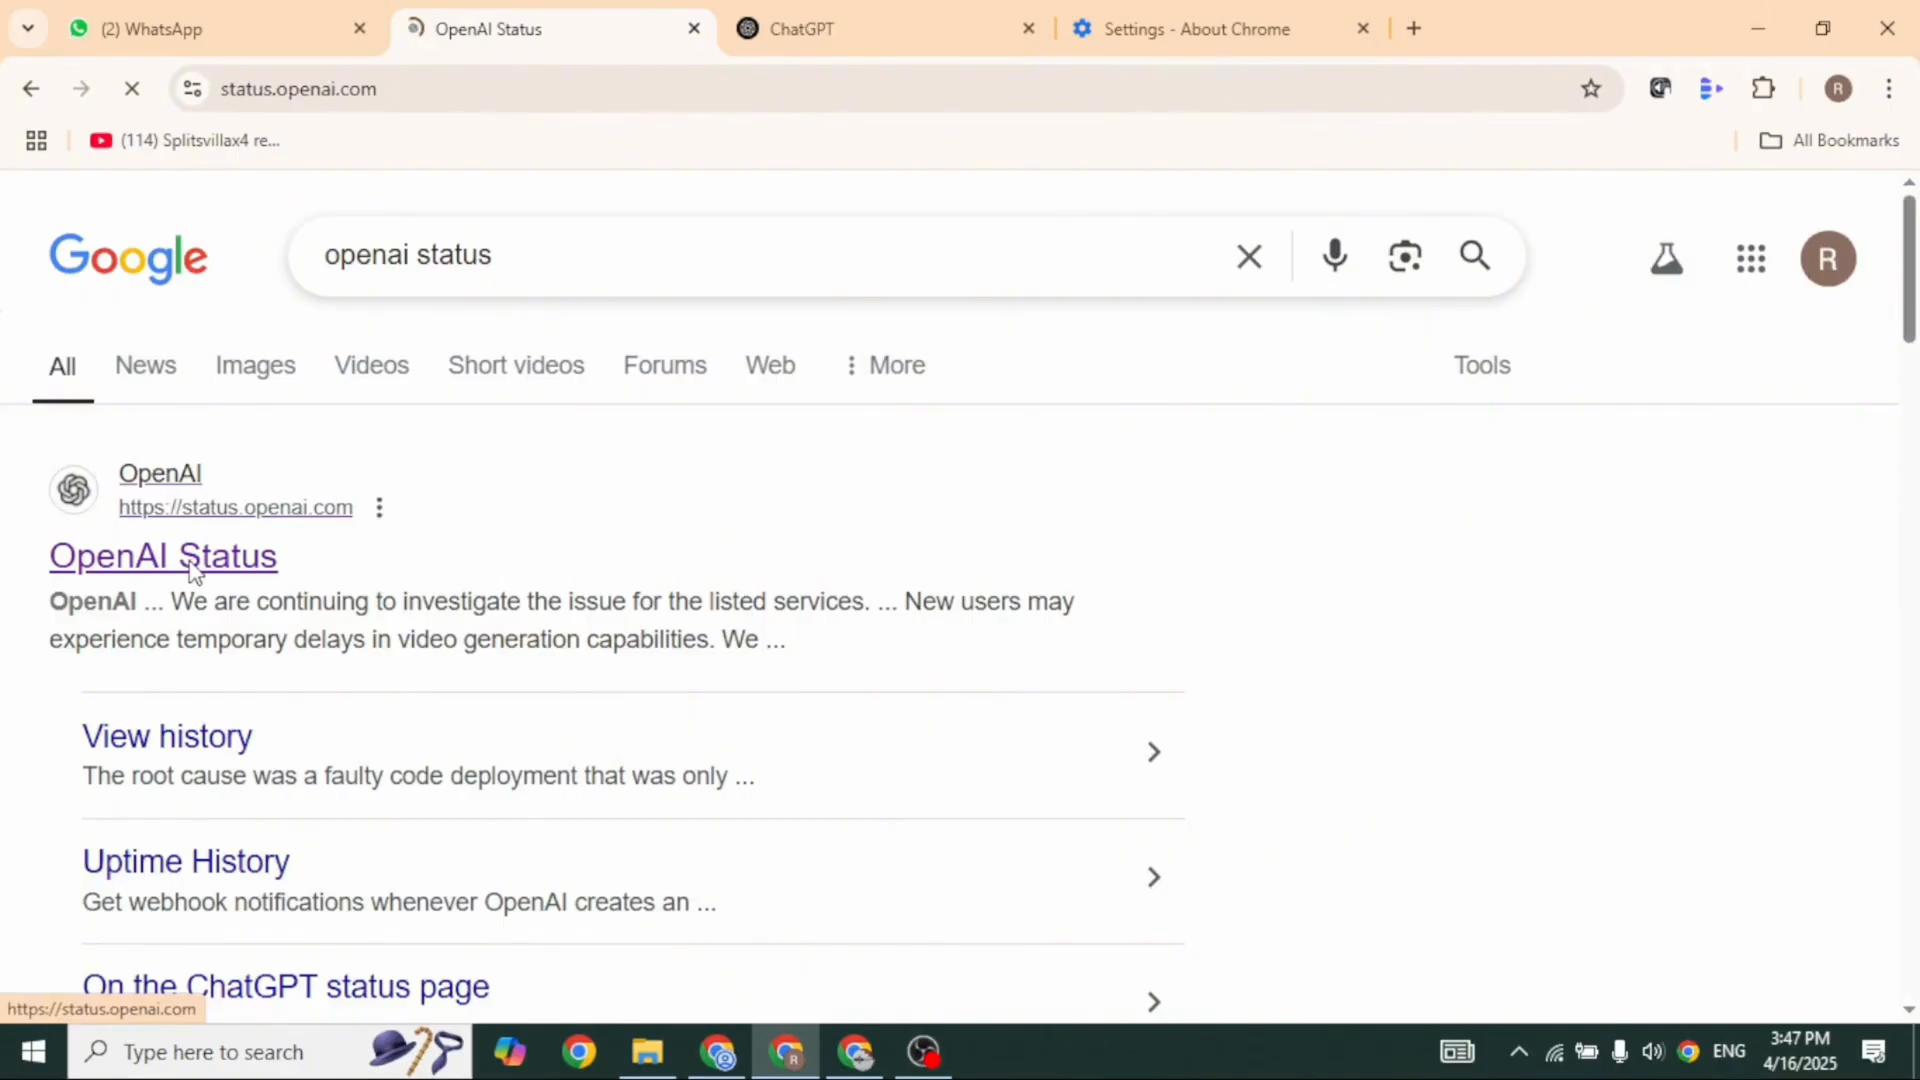 (2) WhatsApp
OpenAI Status
ChatGPT
Settings - About Chrome
status.openai.com
(114) Splitsvillax4 re...
All Bookmarks
Google
openai status
R
All
News
Images
Videos
Short videos
Forums
Web
More
Tools
OpenAI
https://status.openai.com
OpenAI Status
OpenAI ... We are continuing to investigate the issue for the listed services. ... New users may
experience temporary delays in video generation capabilities. We ...
View history
The root cause was a faulty code deployment that was only ...
Uptime History
Get webhook notifications whenever OpenAI creates an ...
On the ChatGPT status page
https://status.openai.com
Type here to search
ENG
3:47 PM
4/16/2025